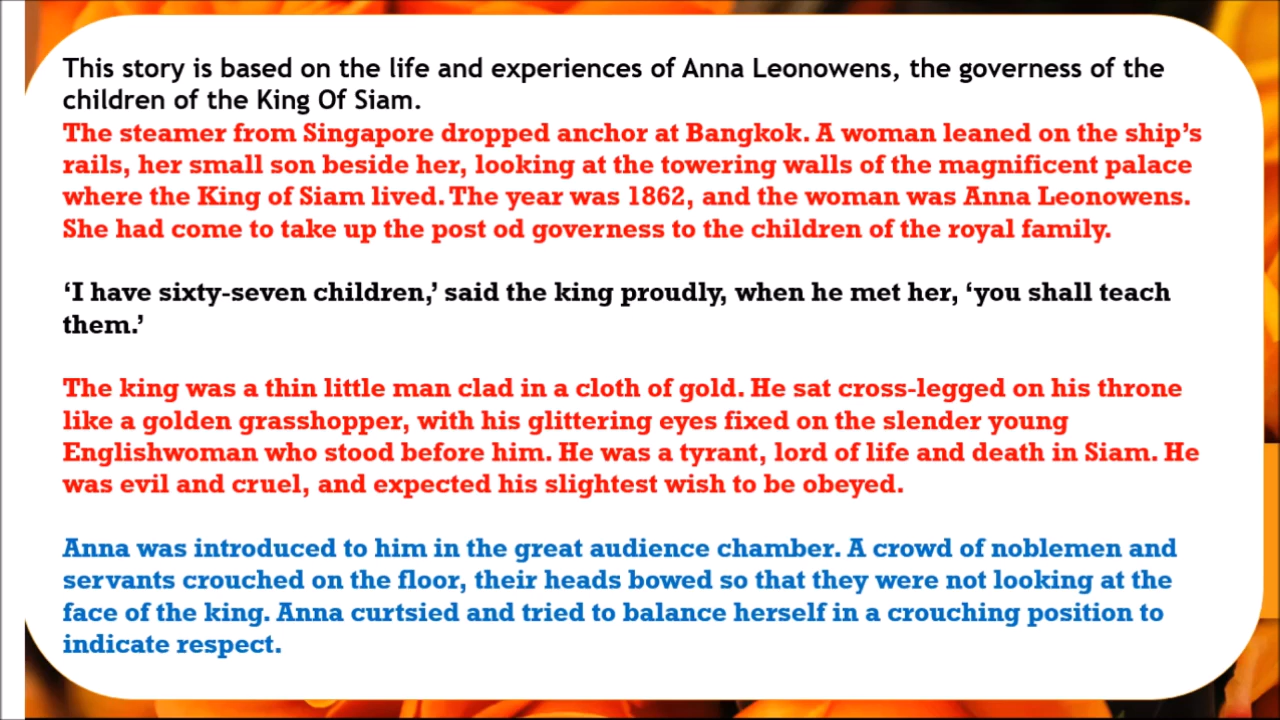 This story is based on the life and experiences of Anna Leonowens, the governess of the
children of the King Of Siam.
The steamer from Singapore dropped anchor at Bangkok. A woman leaned on the ship’s
rails, her small son beside her, looking at the towering walls of the magnificent palace
where the King of Siam lived. The year was 1862, and the woman was Anna Leonowens.
She had come to take up the post od governess to the children of the royal family.
‘I have sixty-seven children,’ said the king proudly, when he met her, ‘you shall teach
them.’
The king was a thin little man clad in a cloth of gold. He sat cross-legged on his throne
like a golden grasshopper, with his glittering eyes fixed on the slender young
Englishwoman who stood before him. He was a tyrant, lord of life and death in Siam. He
was evil and cruel, and expected his slightest wish to be obeyed.
Anna was introduced to him in the great audience chamber. A crowd of noblemen and
servants crouched on the floor, their heads bowed so that they were not looking at the
face of the king. Anna curtsied and tried to balance herself in a crouching position to
indicate respect.